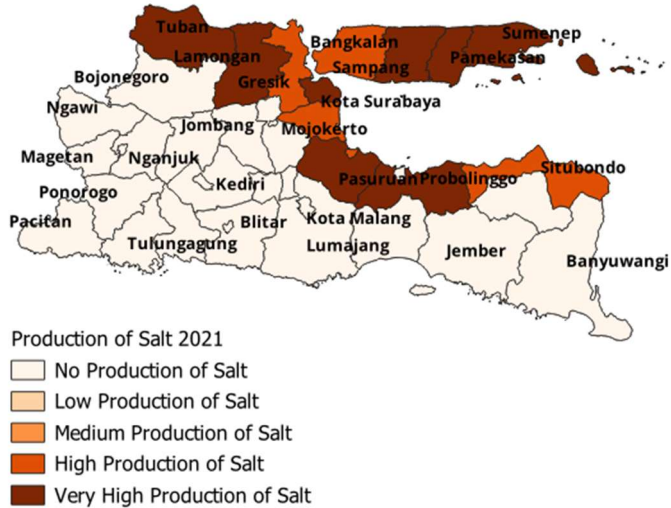 Tuban
Sumenep
Bangkalan
Lamongan
Pamekasan
Sampang
Bojonegoro
Gresik
Kota Surabaya
Ngawi
Jombang
Mojokerto
Magetan
Nganjuk
Situbondo
Pasuruan
Probolinggo
Kediri
Ponorogo
Pacitan
Blitar
Kota Malang
Tulungagung
Lumajang
Jember
Banyuwangi
Production of Salt 2021
No Production of Salt
Low Production of Salt
Medium Production of Salt
High Production of Salt
Very High Production of Salt